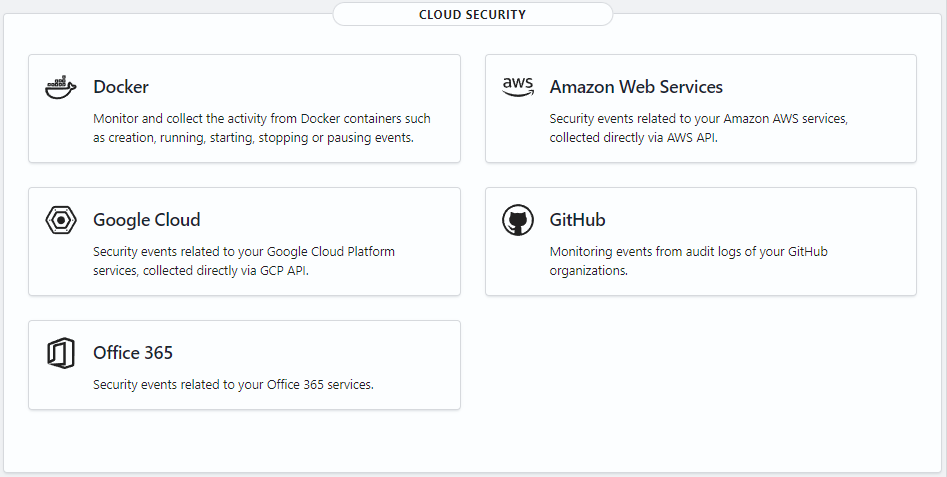 CLOUD SECURITY
Docker
Monitor and collect the activity from Docker containers such
as creation, running, starting, stopping or pausing events.
aws
Amazon Web Services
Security events related to your Amazon AWS services,
collected directly via AWS API.
Google Cloud
Security events related to your Google Cloud Platform
services, collected directly via GCP API.
GitHub
Monitoring events from audit logs of your GitHub
organizations.
Office 365
Security events related to your Office 365 services.